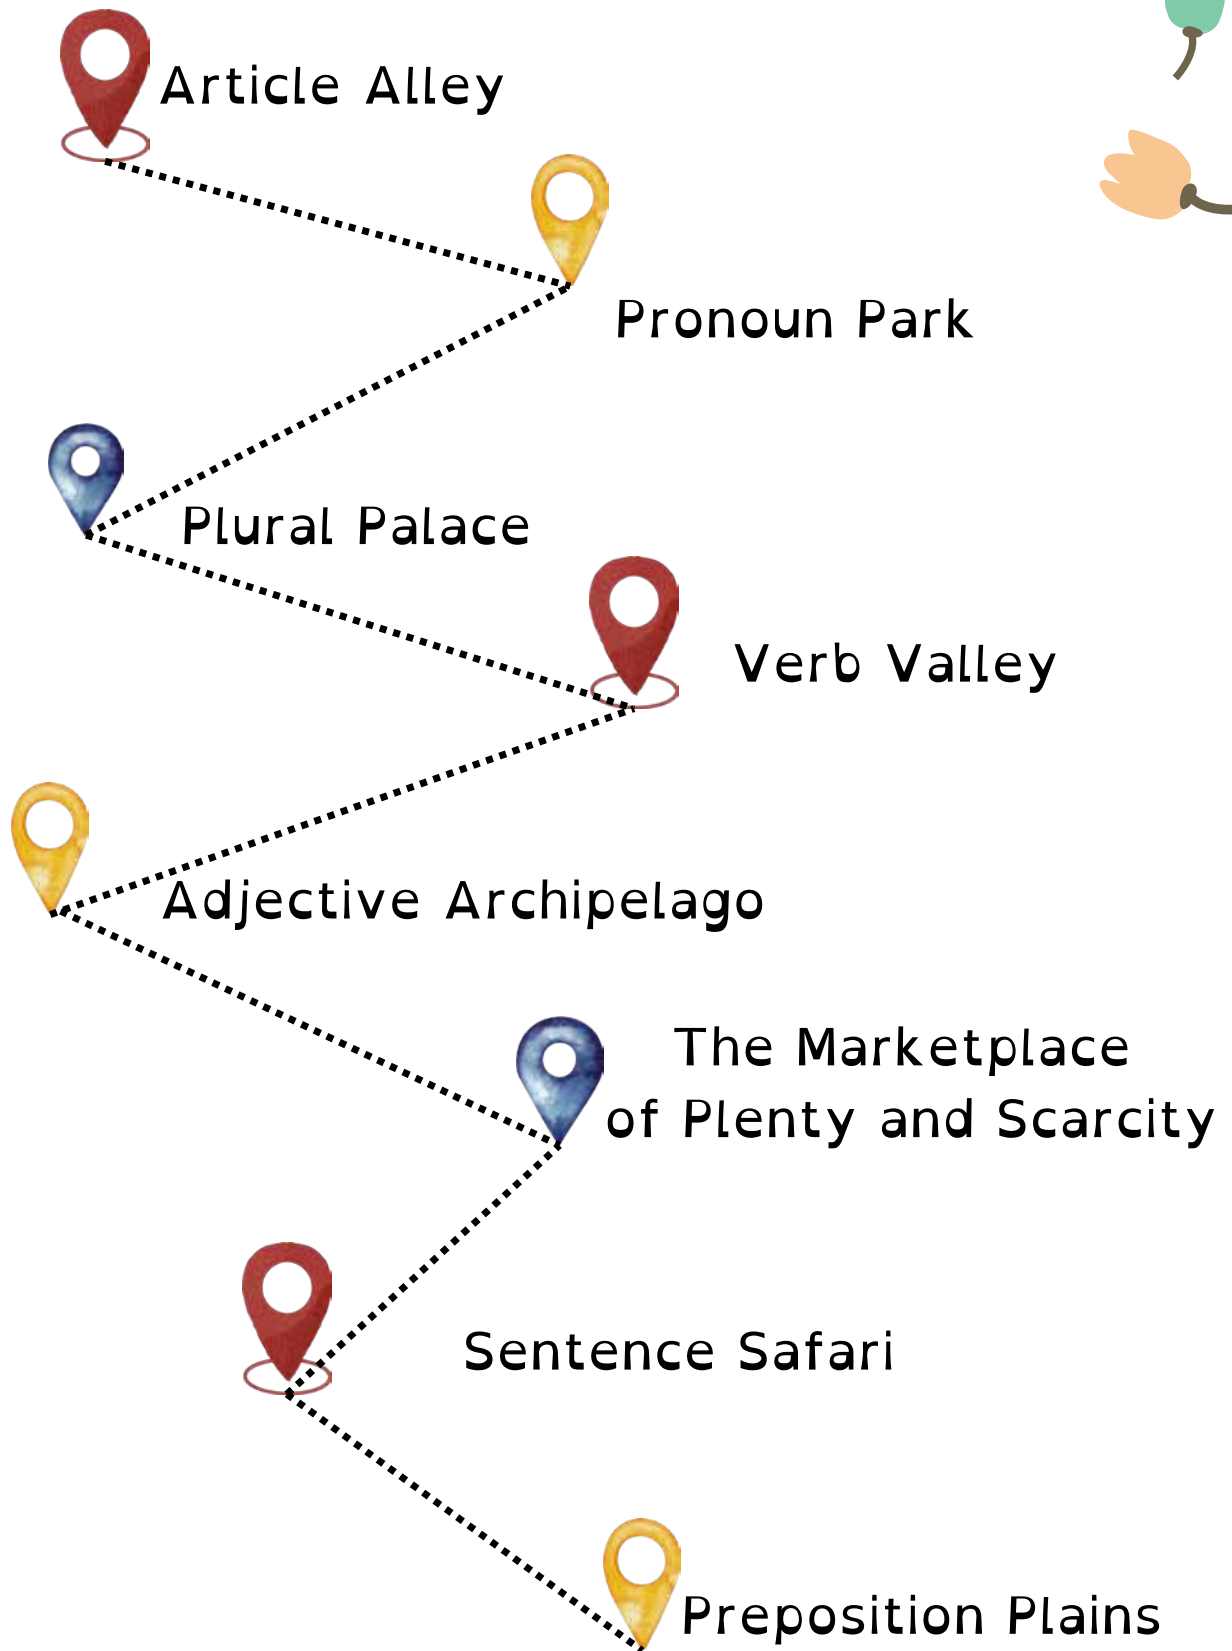 Article Alley
Pronoun Park
Plural Palace
Verb Valley
Adjective Archipelago
The Marketplace
of Plenty and Scarcity
Sentence Safari
Preposition Plains